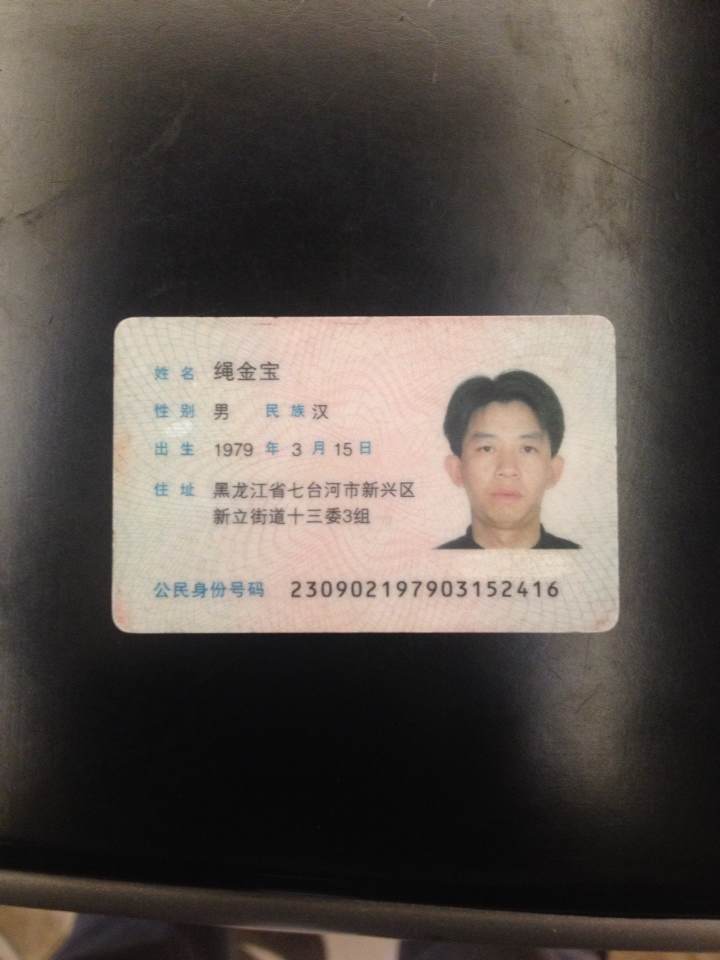 姓名 绳金宝
性别 男 民族 汉
出生 1979 年 3 月 15 日
住址 黑龙江省七台河市新兴区
新立街道十三委3组
公民身份号码 230902197903152416